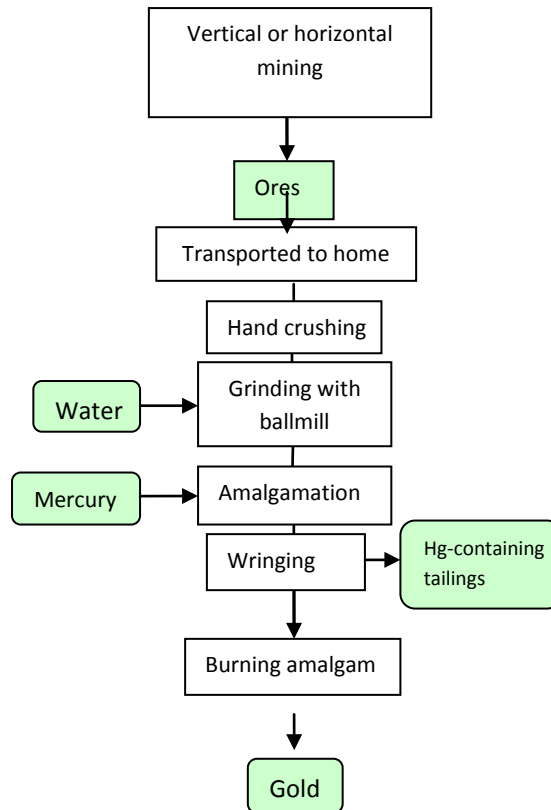 Vertical or horizontal
mining
Ores
Transported to home
Hand crushing
Water
Grinding with
ballmill
Mercury
Amalgamation
Wringing
Hg-containing
tailings
Burning amalgam
Gold